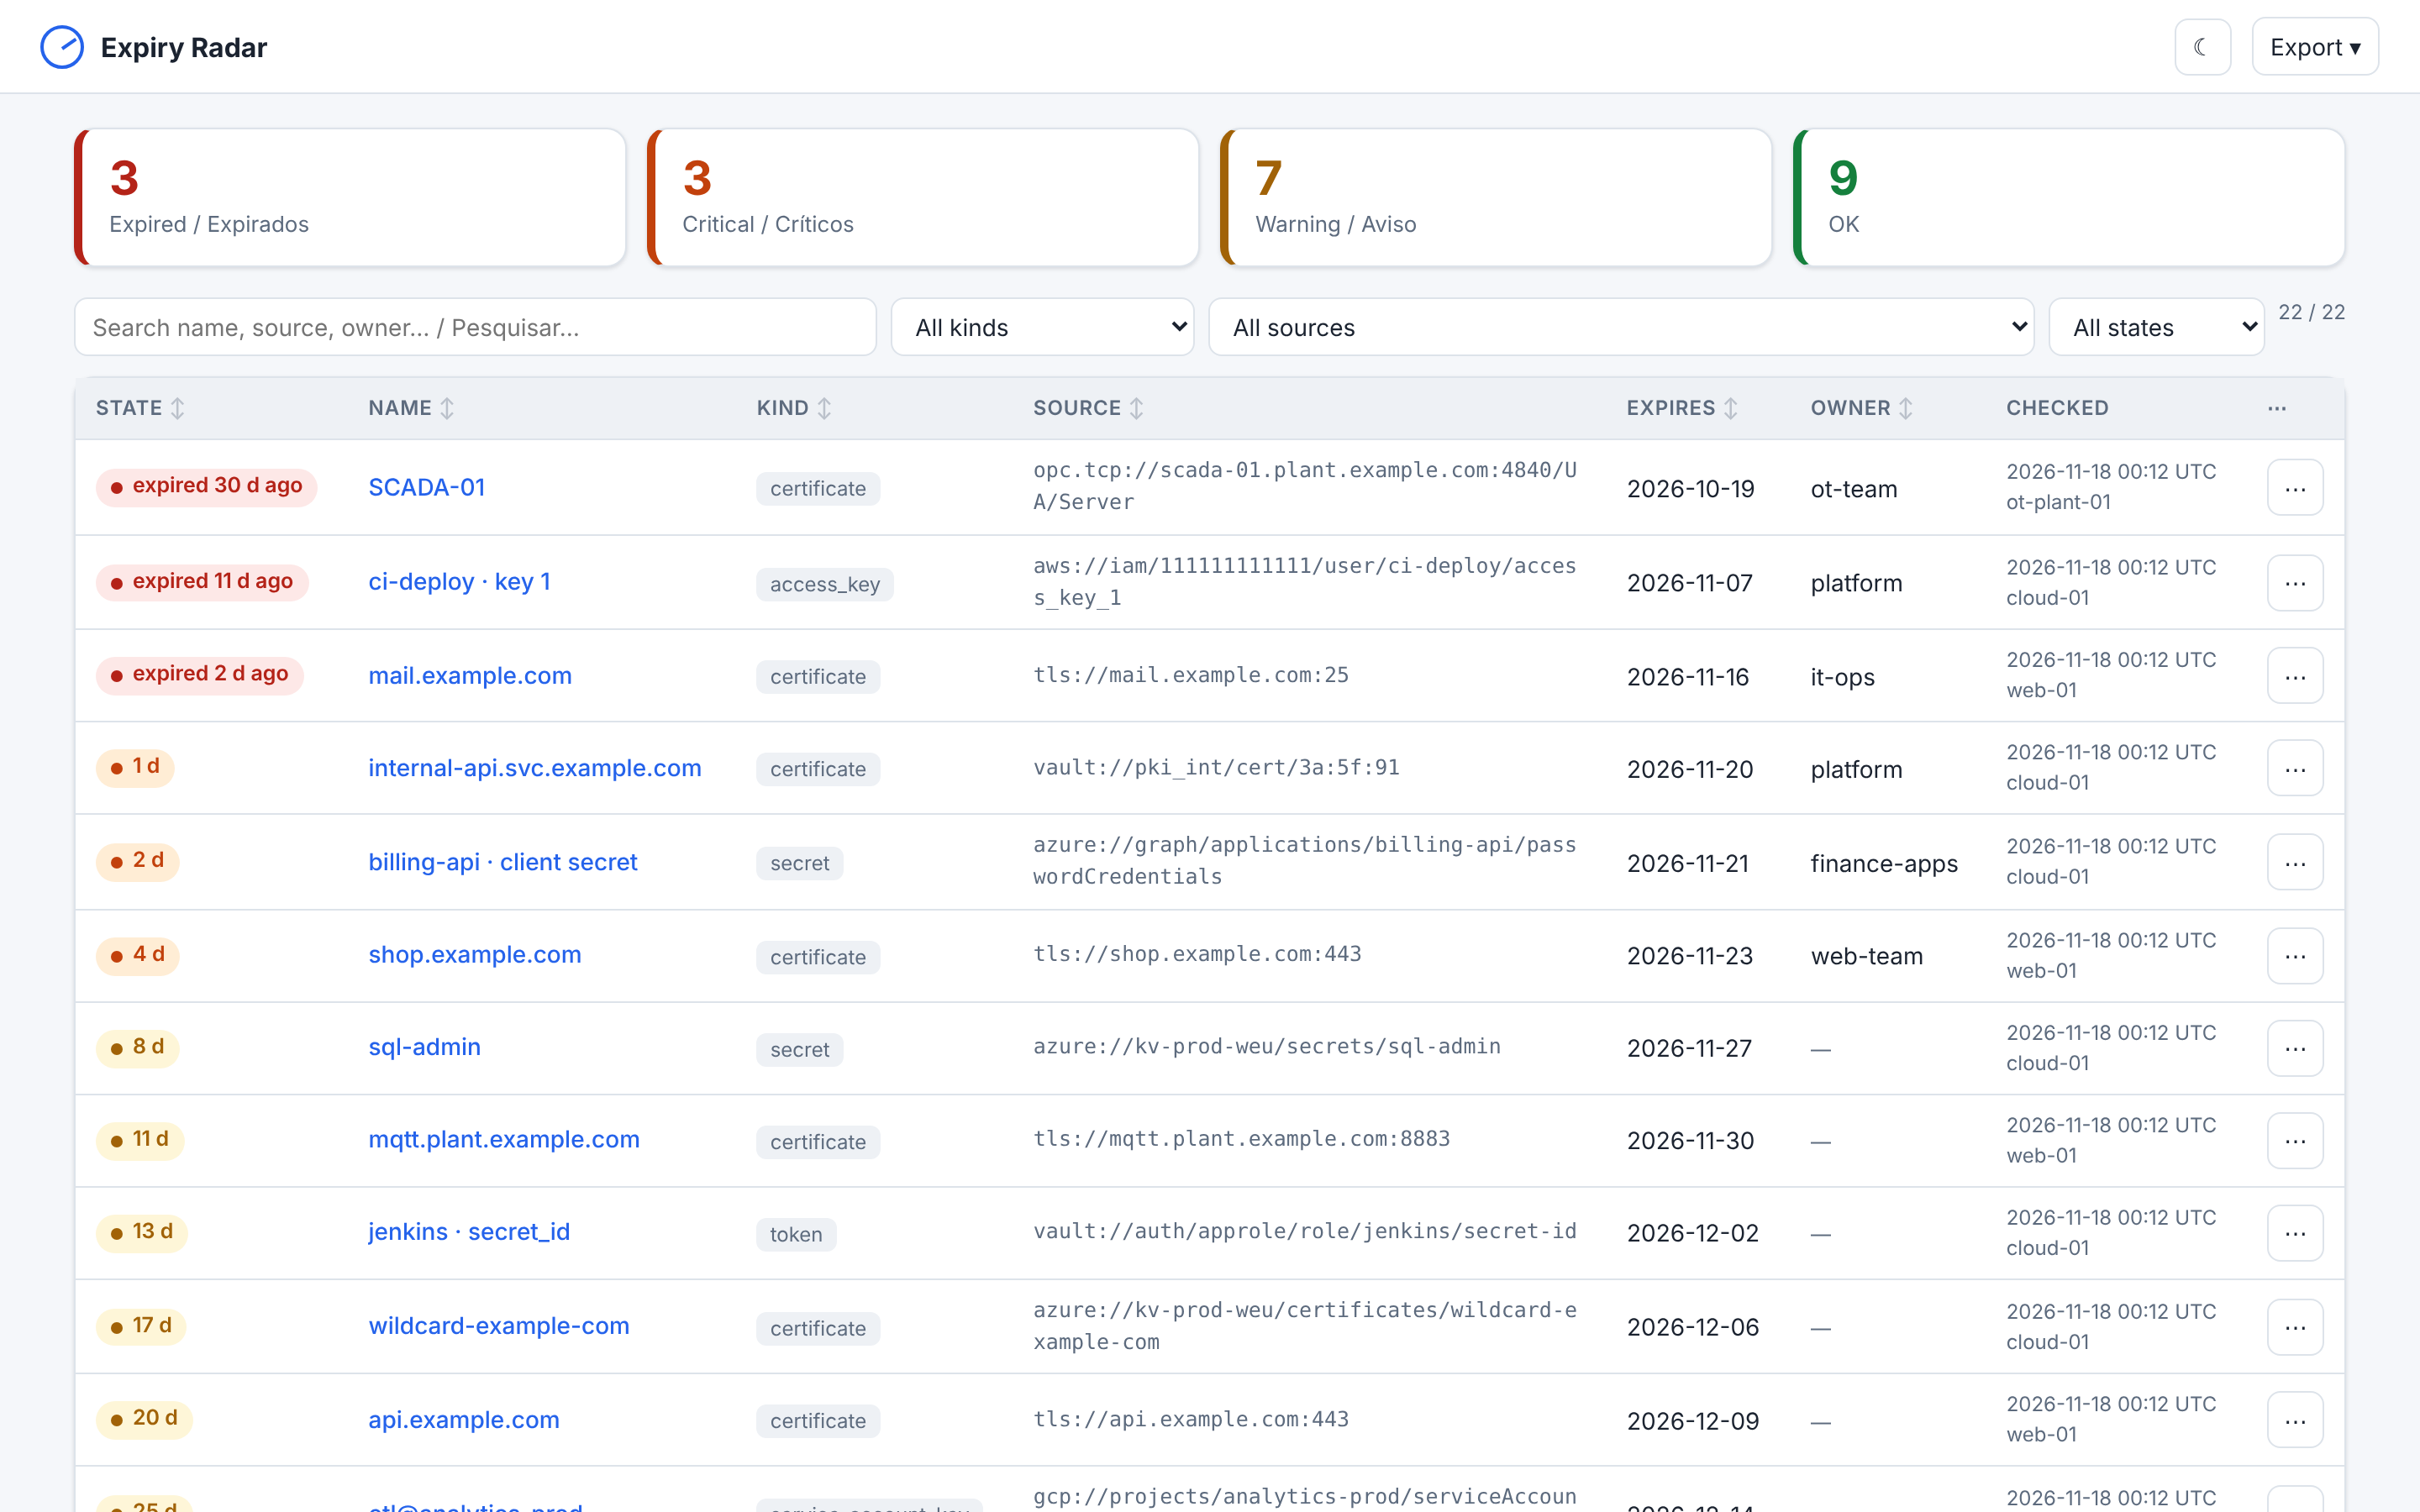 Expiry Radar
Export ▾
3
Expired / Expirados
3
Critical / Críticos
7
Warning / Aviso
9
OK
Search name, source, owner… / Pesquisar…
All kinds
All sources
All states
22 / 22
STATE ↕ NAME ↕ KIND ↕ SOURCE ↕ EXPIRES ↕ OWNER ↕ CHECKED ···
expired 30 d ago SCADA-01 certificate opc.tcp://scada-01.plant.example.com:4840/U 2026-10-19 ot-team 2026-11-18 00:12 UTC ···
A/Server ot-plant-01
expired 11 d ago ci-deploy · key 1 access_key aws://iam/111111111111/user/ci-deploy/acces 2026-11-07 platform 2026-11-18 00:12 UTC ···
s_key_1 cloud-01
expired 2 d ago mail.example.com certificate tls://mail.example.com:25 2026-11-16 it-ops 2026-11-18 00:12 UTC ···
web-01
1 d internal-api.svc.example.com certificate vault://pki_int/cert/3a:5f:91 2026-11-20 platform 2026-11-18 00:12 UTC ···
cloud-01
2 d billing-api · client secret secret azure://graph/applications/billing-api/pass 2026-11-21 finance-apps 2026-11-18 00:12 UTC ···
wordCredentials cloud-01
4 d shop.example.com certificate tls://shop.example.com:443 2026-11-23 web-team 2026-11-18 00:12 UTC ···
web-01
8 d sql-admin secret azure://kv-prod-weu/secrets/sql-admin 2026-11-27 — 2026-11-18 00:12 UTC ···
cloud-01
11 d mqtt.plant.example.com certificate tls://mqtt.plant.example.com:8883 2026-11-30 — 2026-11-18 00:12 UTC ···
web-01
13 d jenkins · secret_id token vault://auth/approle/role/jenkins/secret-id 2026-12-02 — 2026-11-18 00:12 UTC ···
cloud-01
17 d wildcard-example-com certificate azure://kv-prod-weu/certificates/wildcard-e 2026-12-06 — 2026-11-18 00:12 UTC ···
xample-com cloud-01
20 d api.example.com certificate tls://api.example.com:443 2026-12-09 — 2026-11-18 00:12 UTC ···
web-01
25 d gcp://projects/analytics-prod/serviceAccoun 2026-11-18 00:12 UTC